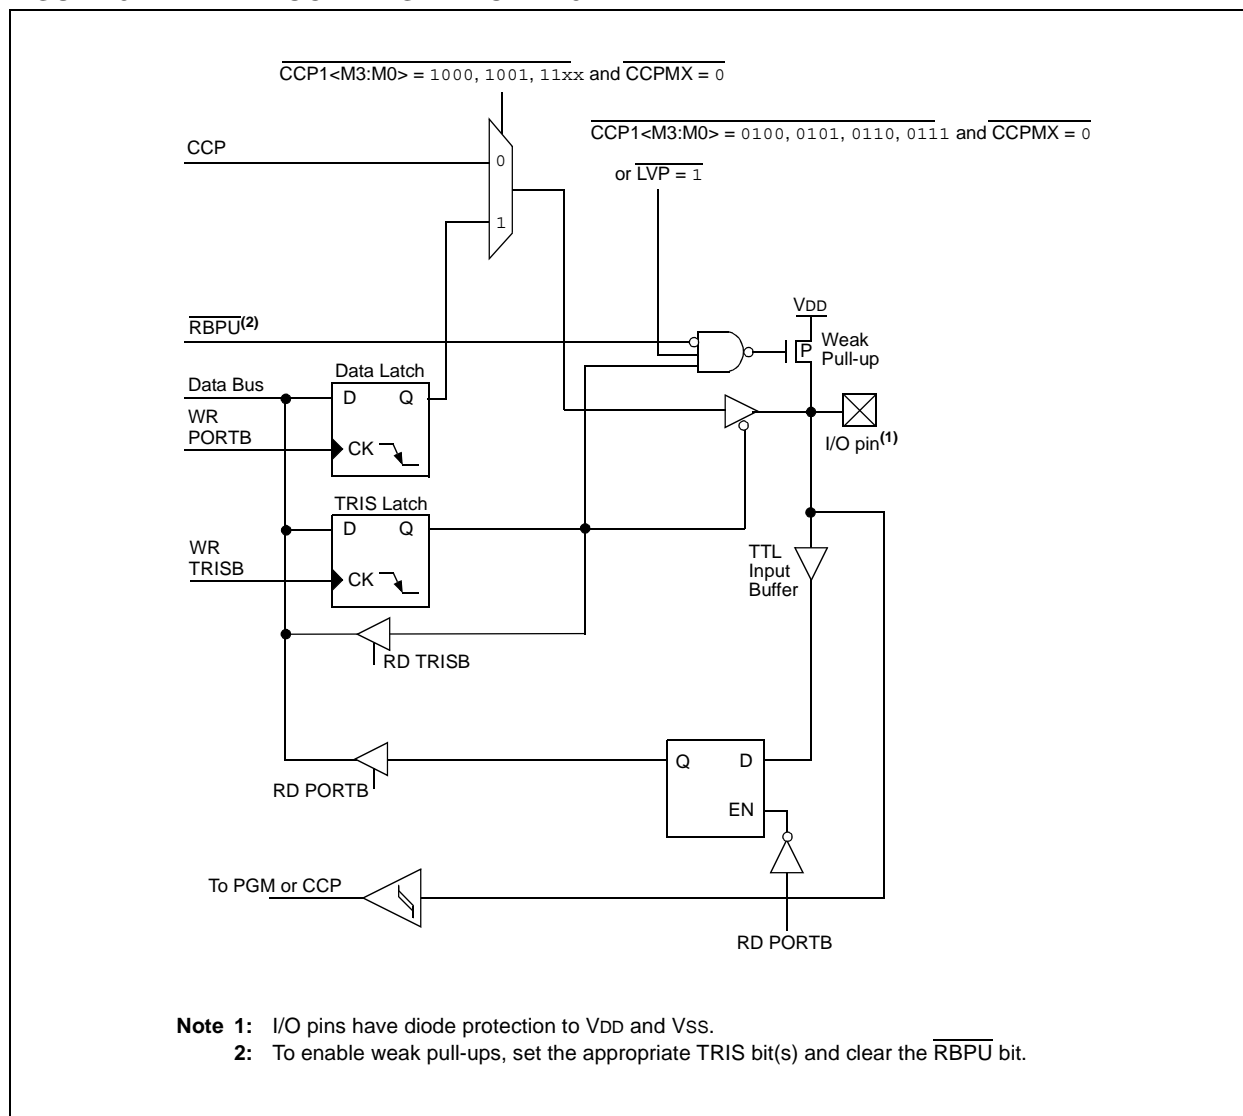 CCP1<M3:M0> = 1000, 1001, 11xx and CCPMX = 0
CCP1<M3:M0> = 0100, 0101, 0110, 0111 and CCPMX = 0
or LVP = 1
CCP
0
1
RBPU(2)
VDD
P
Weak
Pull-up
Data Bus
Data Latch
D Q
WR
PORTB
CK
I/O pin(1)
TRIS Latch
D Q
WR
TRISB
CK
TTL
Input
Buffer
RD TRISB
Q D
EN
RD PORTB
To PGM or CCP
RD PORTB
Note 1: I/O pins have diode protection to VDD and VSS.
2: To enable weak pull-ups, set the appropriate TRIS bit(s) and clear the RBPU bit.